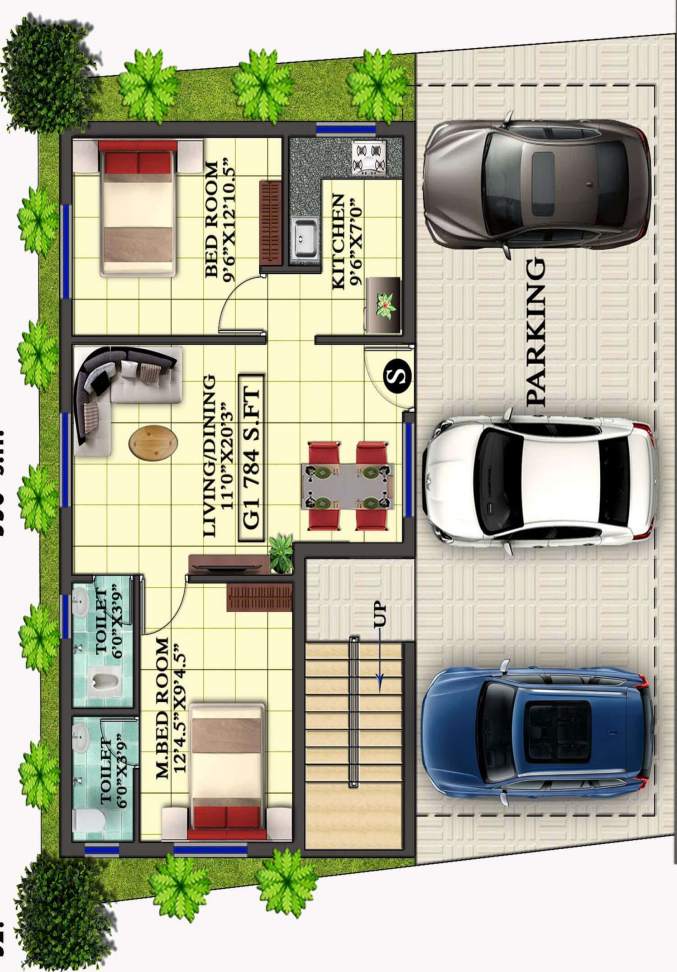 BED ROOM
9'6"X12'10.5"
KITCHEN
9'6"X7'0"
PARKING
S
LIVING/DINING
11'0"X20'3"
G1 784 S.FT
TOILET
6'0"X3'9"
UP
M.BED ROOM
12'4.5"X9'4.5"
TOILET
6'0"X3'9"